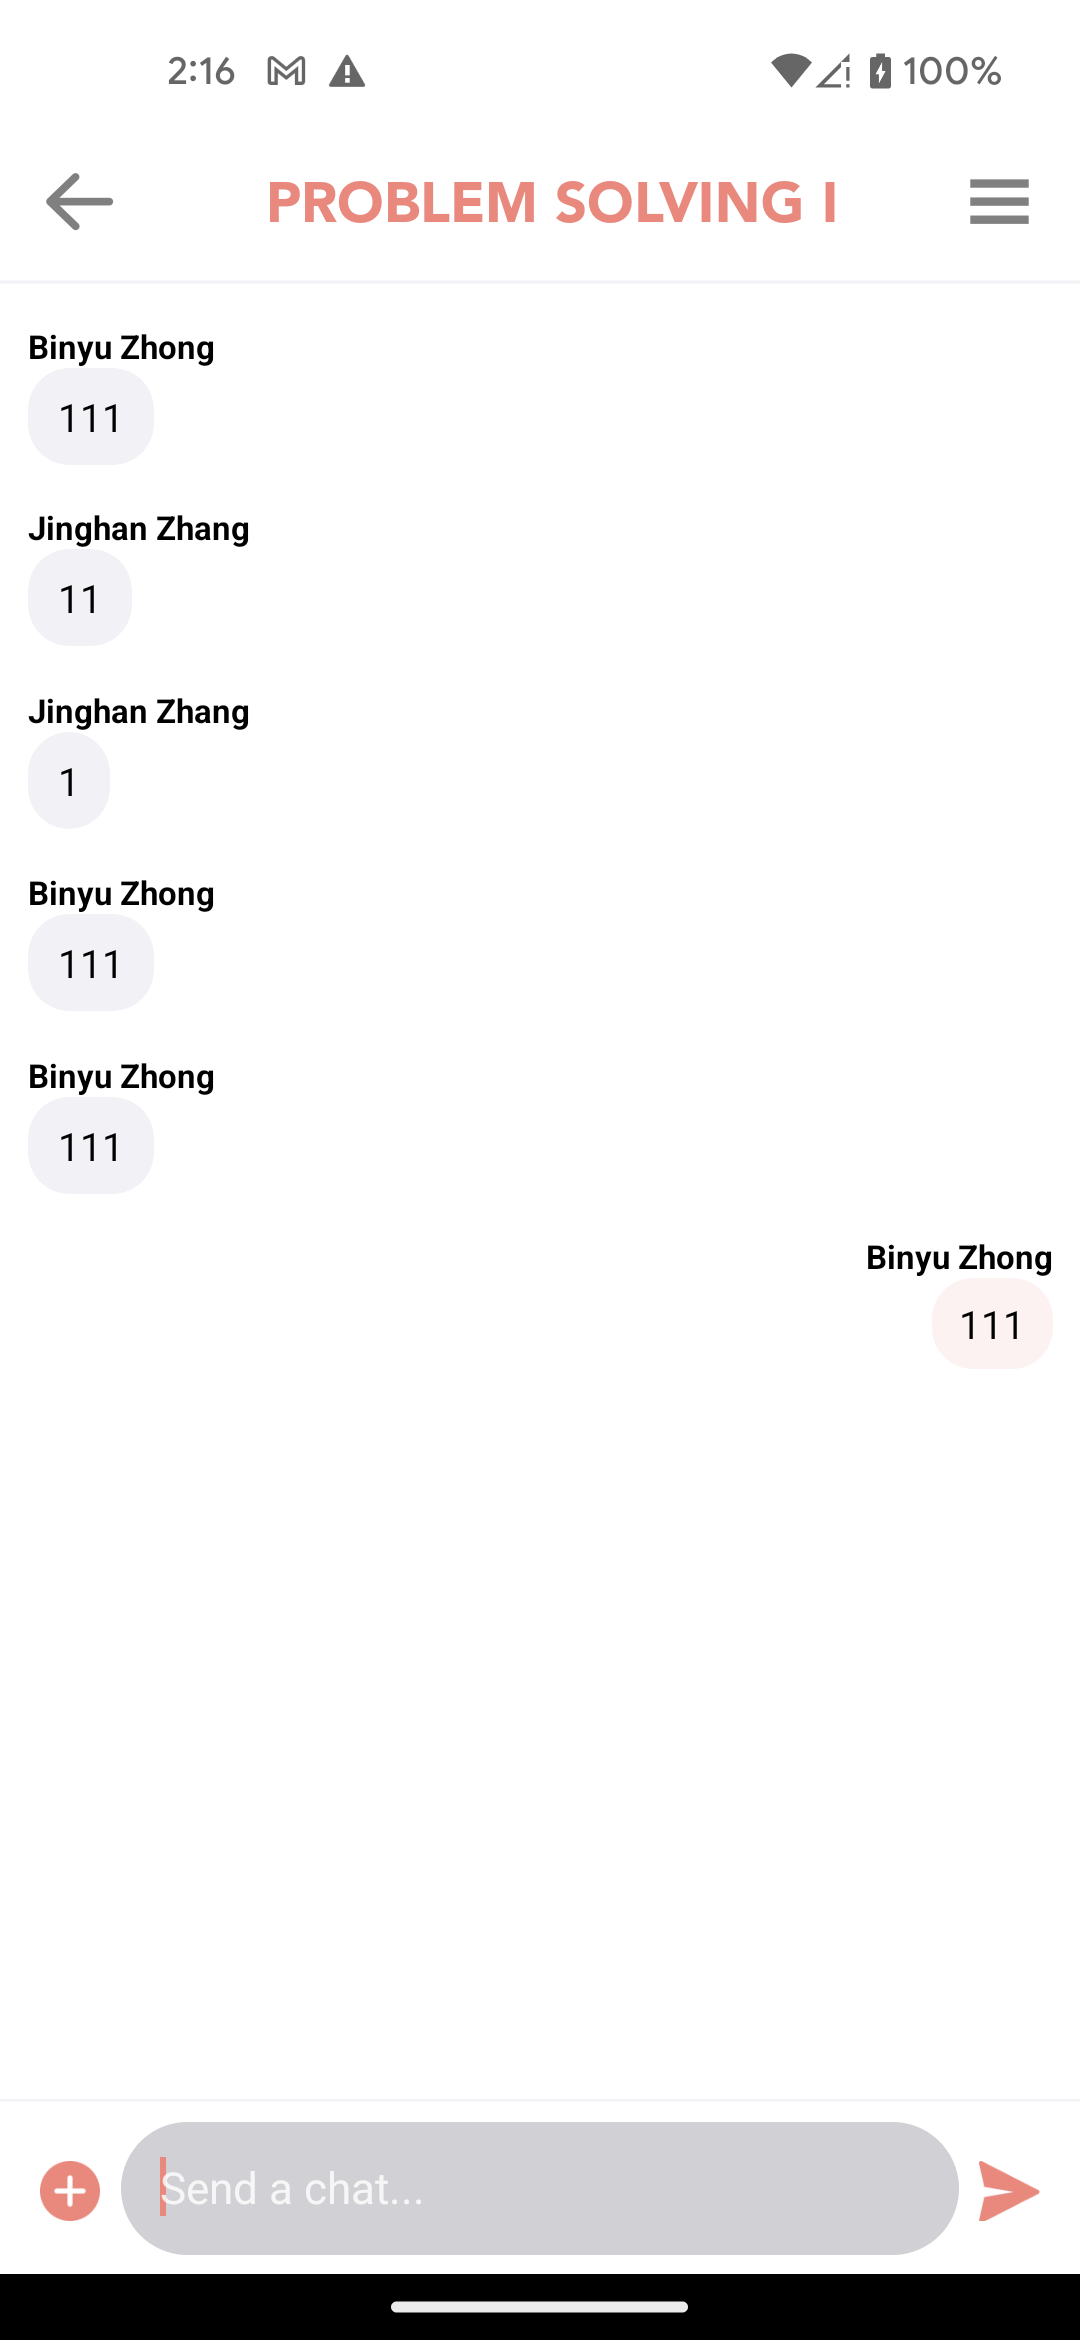 2:16 100%
PROBLEM SOLVING I
Binyu Zhong
111
Jinghan Zhang
11
Jinghan Zhang
1
Binyu Zhong
111
Binyu Zhong
111
Binyu Zhong
111
Send a chat...